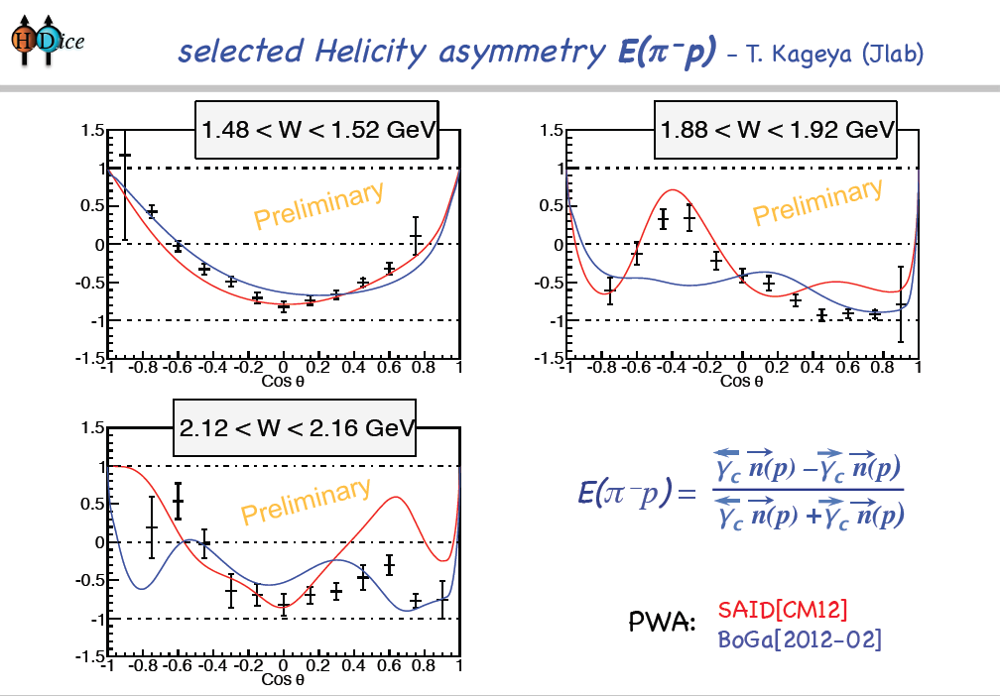 HDice
selected Helicity asymmetry E(π⁻p) – T. Kageya (Jlab)
1.48 < W < 1.52 GeV
1.5
1
0.5
0
-0.5
-1
-1.5
Preliminary
-1 -0.8 -0.6 -0.4 -0.2 0 0.2 0.4 0.6 0.8 1
Cos θ
1.88 < W < 1.92 GeV
1.5
1
0.5
0
-0.5
-1
-1.5
Preliminary
-1 -0.8 -0.6 -0.4 -0.2 0 0.2 0.4 0.6 0.8 1
Cos θ
2.12 < W < 2.16 GeV
1.5
1
0.5
0
-0.5
-1
-1.5
Preliminary
-1 -0.8 -0.6 -0.4 -0.2 0 0.2 0.4 0.6 0.8 1
Cos θ
γc n(p) – γc n(p)
E(π⁻p) =
γc n(p) + γc n(p)
PWA:
SAID[CM12]
BoGa[2012-02]